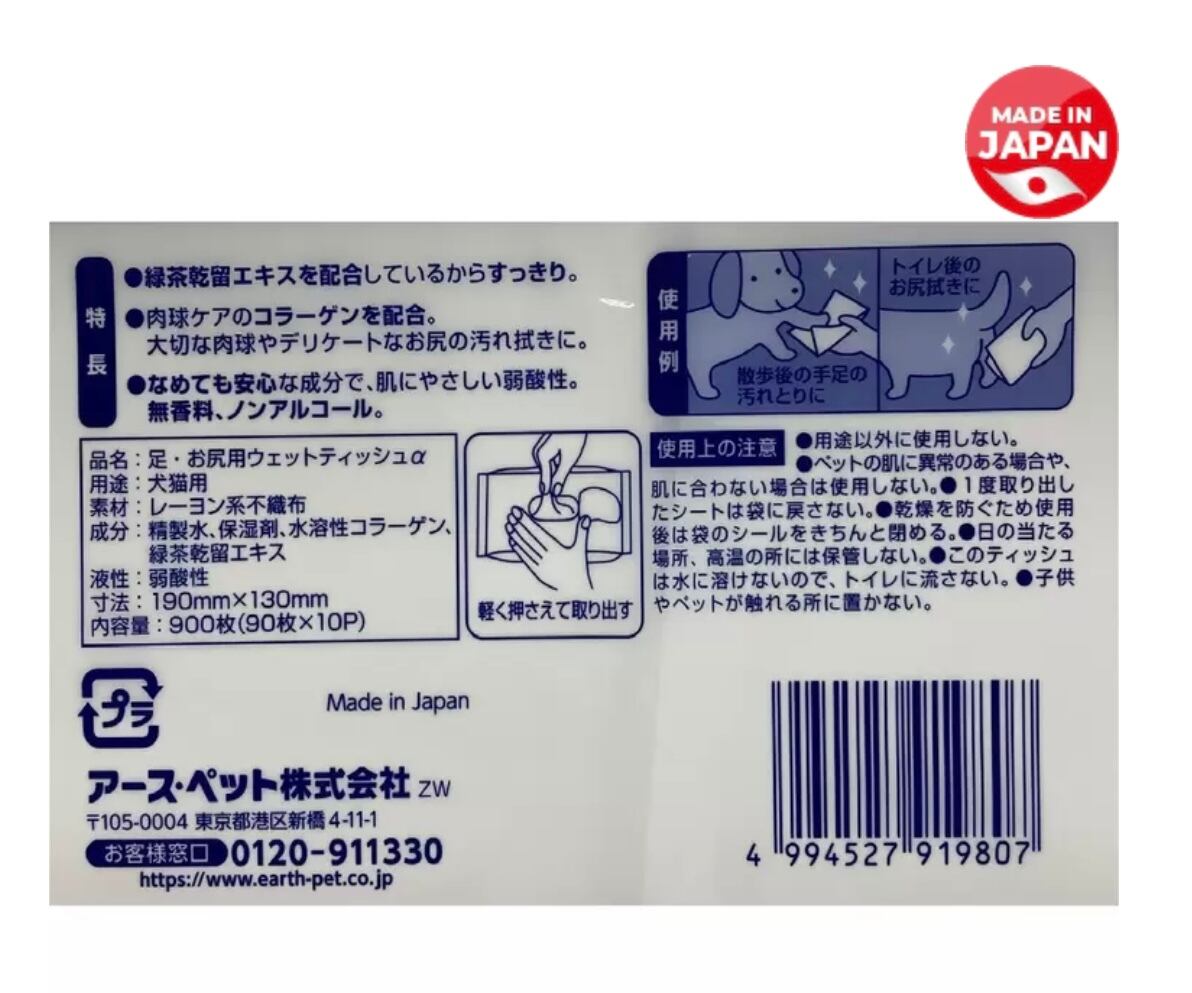 MADE IN
JAPAN
特長
●緑茶乾留エキスを配合しているからすっきり。
●肉球ケアのコラーゲンを配合。
大切な肉球やデリケートなお尻の汚れ拭きに。
●なめても安心な成分で、肌にやさしい弱酸性。
無香料、ノンアルコール。
使用例
散歩後の手足の
汚れとりに
トイレ後の
お尻拭きに
品名：足・お尻用ウェットティッシュα
用途：犬猫用
素材：レーヨン系不織布
成分：精製水、保湿剤、水溶性コラーゲン、
緑茶乾留エキス
液性：弱酸性
寸法：190mm×130mm
内容量：900枚(90枚×10P)
軽く押さえて取り出す
使用上の注意
●用途以外に使用しない。
●ペットの肌に異常のある場合や、
肌に合わない場合は使用しない。●1度取り出し
たシートは袋に戻さない。●乾燥を防ぐため使用
後は袋のシールをきちんと閉める。●日の当たる
場所、高温の所には保管しない。●このティッシュ
は水に溶けないので、トイレに流さない。●子供
やペットが触れる所に置かない。
プラ
Made in Japan
アース・ペット株式会社 ZW
〒105-0004 東京都港区新橋4-11-1
お客様窓口 0120-911330
https://www.earth-pet.co.jp
4 994527 919807